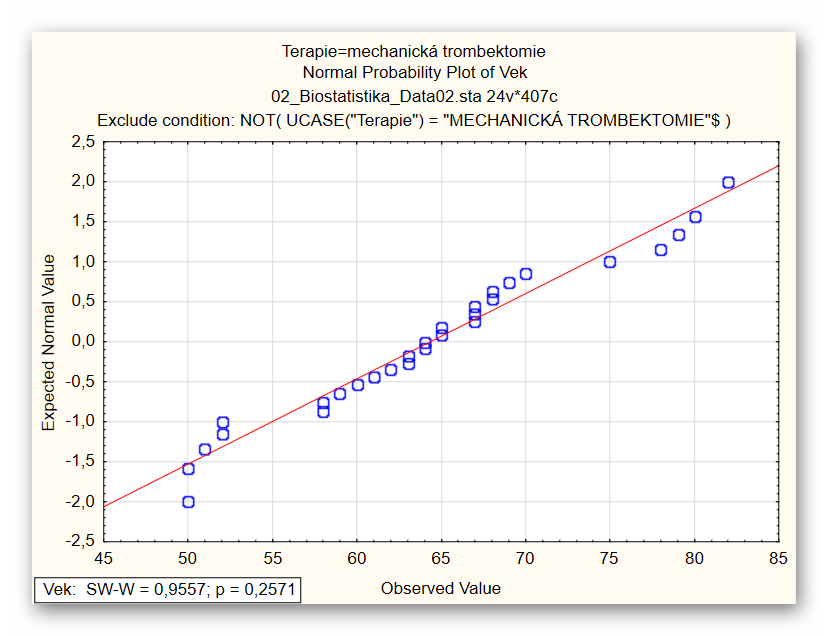 Terapie=mechanická trombektomie
Normal Probability Plot of Vek
02_Biostatistika_Data02.sta 24v*407c
Exclude condition: NOT( UCASE("Terapie") = "MECHANICKÁ TROMBEKTOMIE"$ )
2,5
2,0
1,5
1,0
0,5
0,0
-0,5
-1,0
-1,5
-2,0
-2,5
Expected Normal Value
45 50 55 60 65 70 75 80 85
Observed Value
Vek: SW-W = 0,9557; p = 0,2571